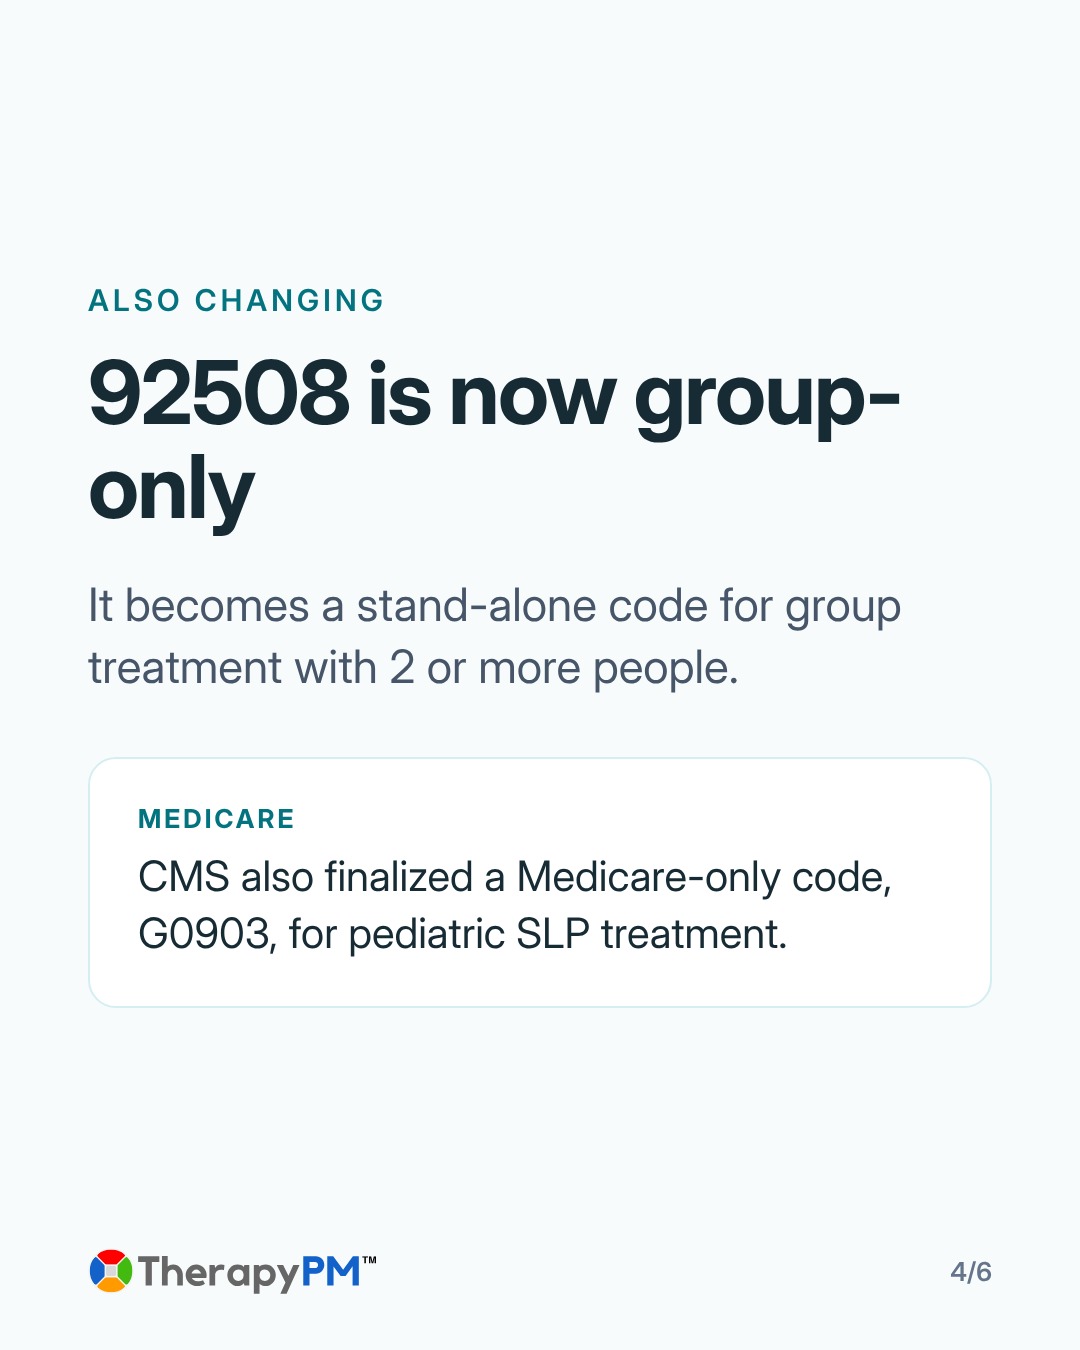 ALSO CHANGING
92508 is now group-
only
It becomes a stand-alone code for group
treatment with 2 or more people.
MEDICARE
CMS also finalized a Medicare-only code,
G0903, for pediatric SLP treatment.
TherapyPM™
4/6